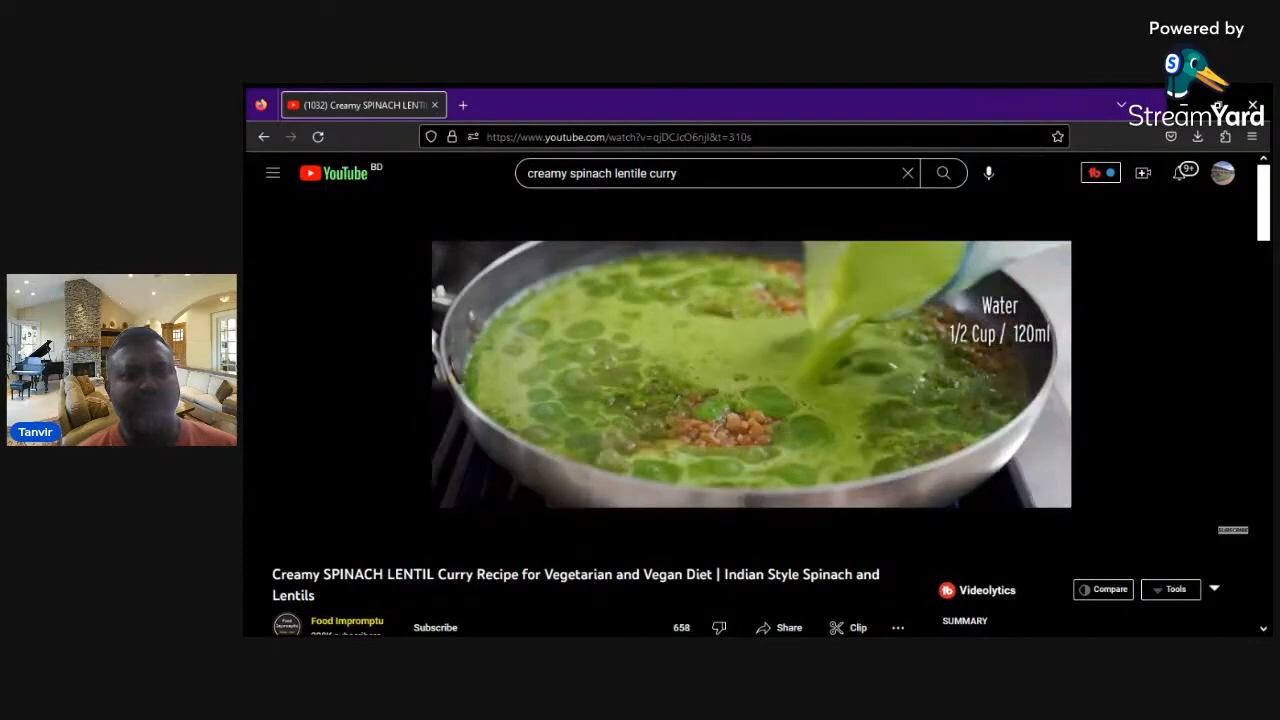 Powered by
StreamYard
(1032) Creamy SPINACH LENTI
https://www.youtube.com/watch?v=qjDCJcO6njI&t=310s
YouTube BD
creamy spinach lentile curry
9+
Water
1/2 Cup / 120ml
Tanvir
SUBSCRIBE
Creamy SPINACH LENTIL Curry Recipe for Vegetarian and Vegan Diet | Indian Style Spinach and
Lentils
Videolytics
Compare
Tools
Food Impromptu
Subscribe
658
Share
Clip
SUMMARY